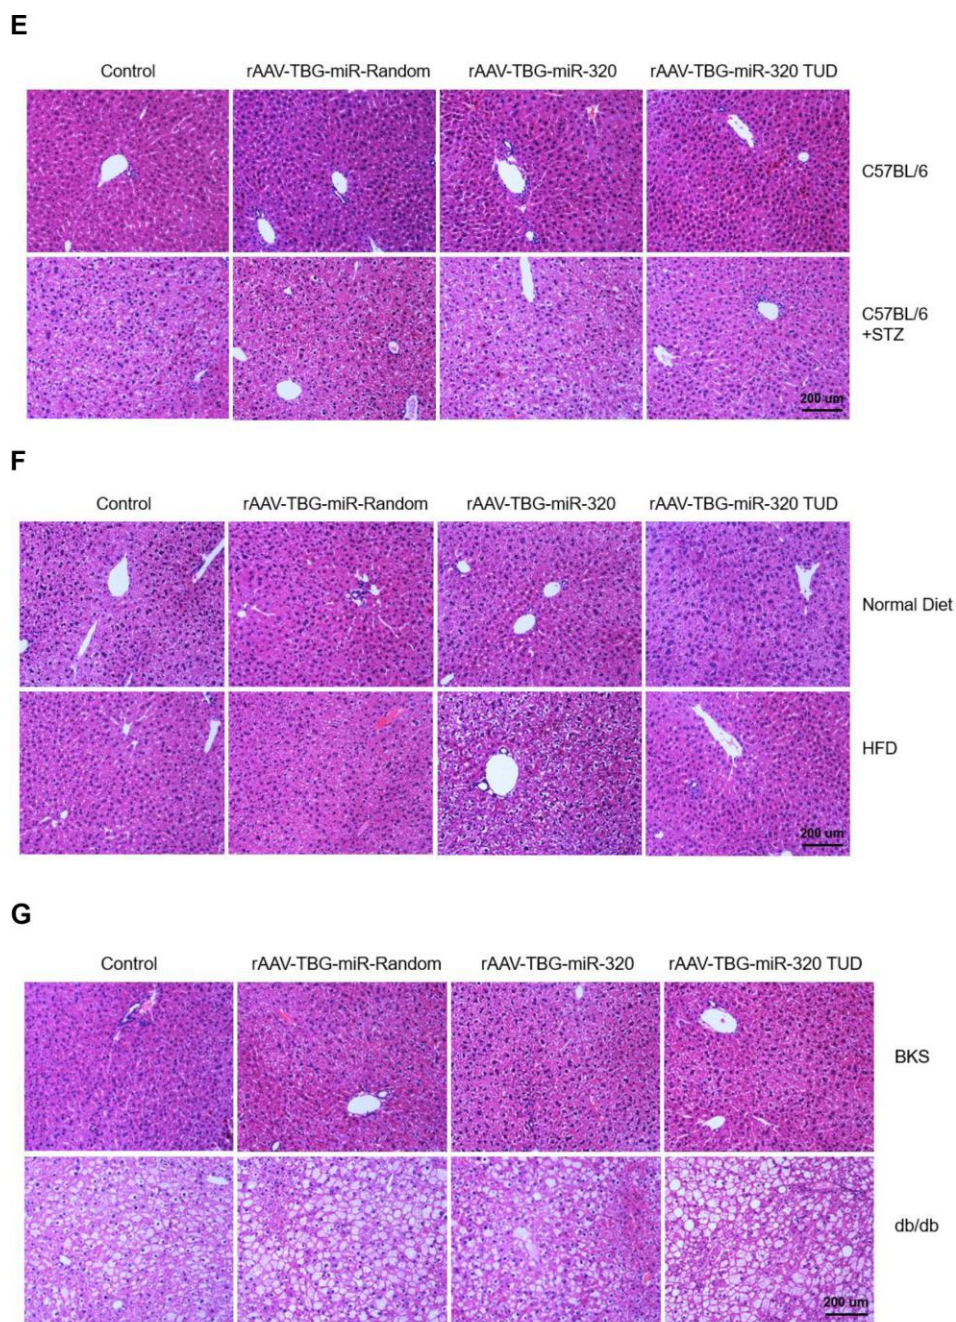 E
Control rAAV-TBG-miR-Random rAAV-TBG-miR-320 rAAV-TBG-miR-320 TUD
C57BL/6
C57BL/6
+STZ
200 um
F
Control rAAV-TBG-miR-Random rAAV-TBG-miR-320 rAAV-TBG-miR-320 TUD
Normal Diet
HFD
200 um
G
Control rAAV-TBG-miR-Random rAAV-TBG-miR-320 rAAV-TBG-miR-320 TUD
BKS
db/db
200 um